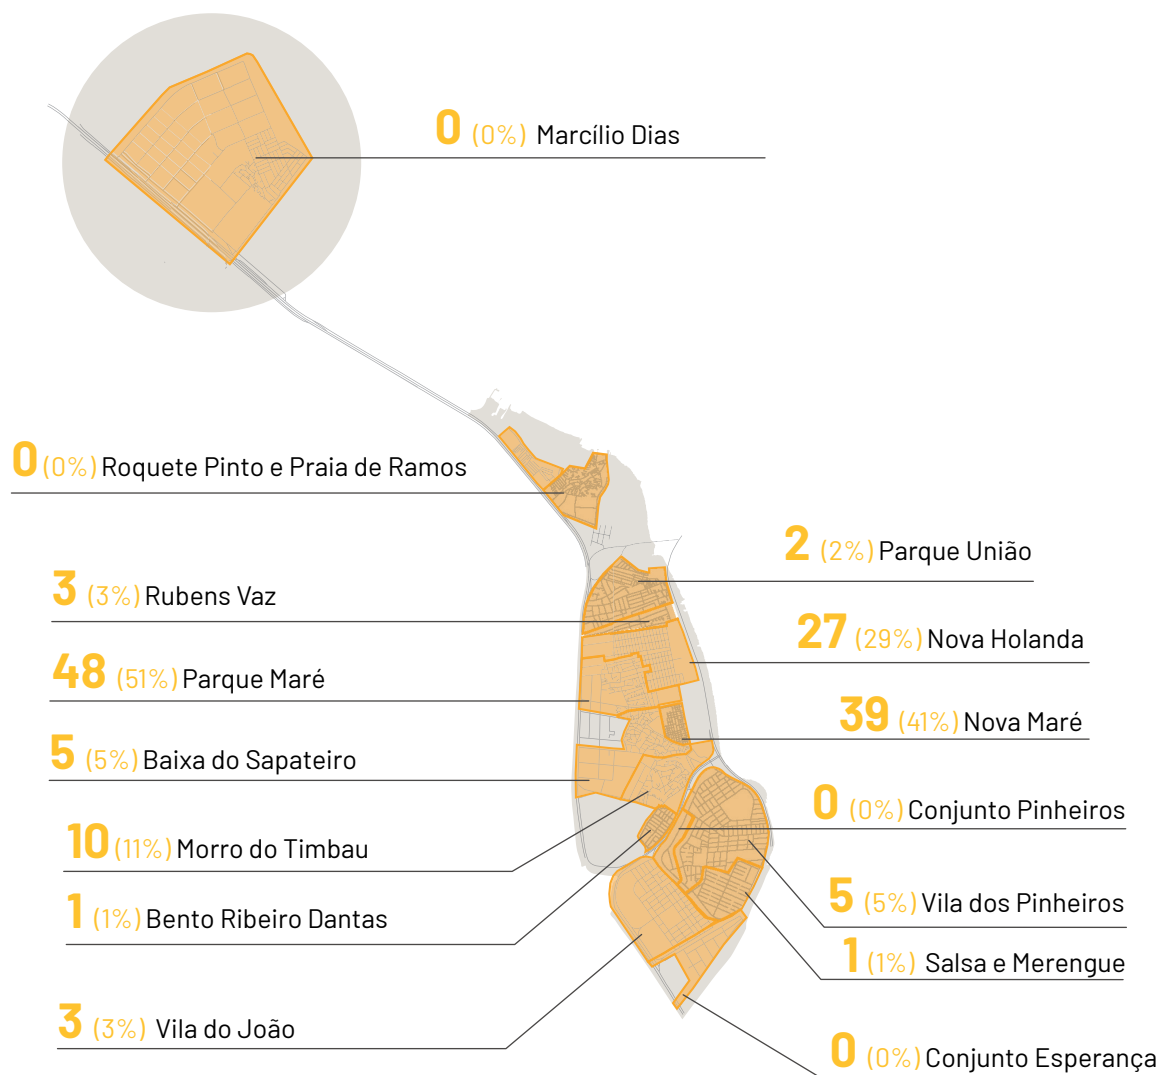 0 (0%) Marcílio Dias
0 (0%) Roquete Pinto e Praia de Ramos
2 (2%) Parque União
3 (3%) Rubens Vaz
27 (29%) Nova Holanda
48 (51%) Parque Maré
39 (41%) Nova Maré
5 (5%) Baixa do Sapateiro
0 (0%) Conjunto Pinheiros
10 (11%) Morro do Timbau
5 (5%) Vila dos Pinheiros
1 (1%) Bento Ribeiro Dantas
1 (1%) Salsa e Merengue
3 (3%) Vila do João
0 (0%) Conjunto Esperança